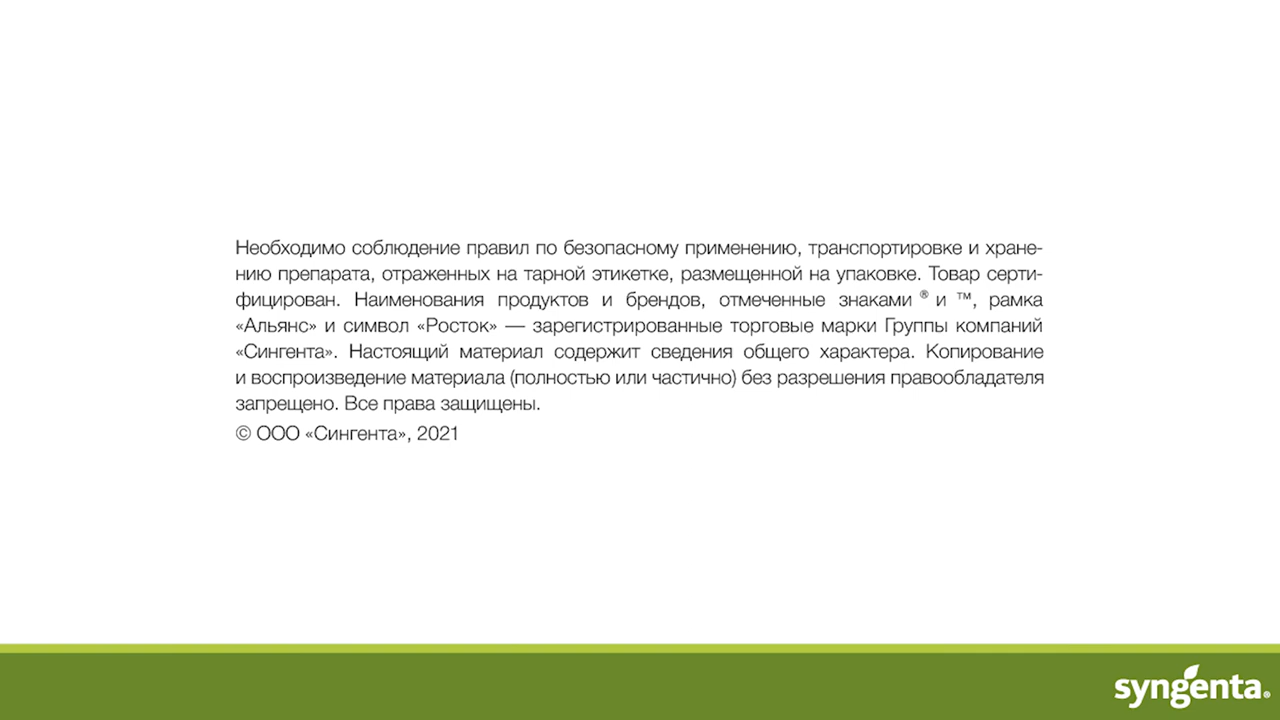 Необходимо соблюдение правил по безопасному применению, транспортировке и хране-
нию препарата, отраженных на тарной этикетке, размещенной на упаковке. Товар серти-
фицирован. Наименования продуктов и брендов, отмеченные знаками ® и ™, рамка
«Альянс» и символ «Росток» — зарегистрированные торговые марки Группы компаний
«Сингента». Настоящий материал содержит сведения общего характера. Копирование
и воспроизведение материала (полностью или частично) без разрешения правообладателя
запрещено. Все права защищены.
© ООО «Сингента», 2021
syngenta®